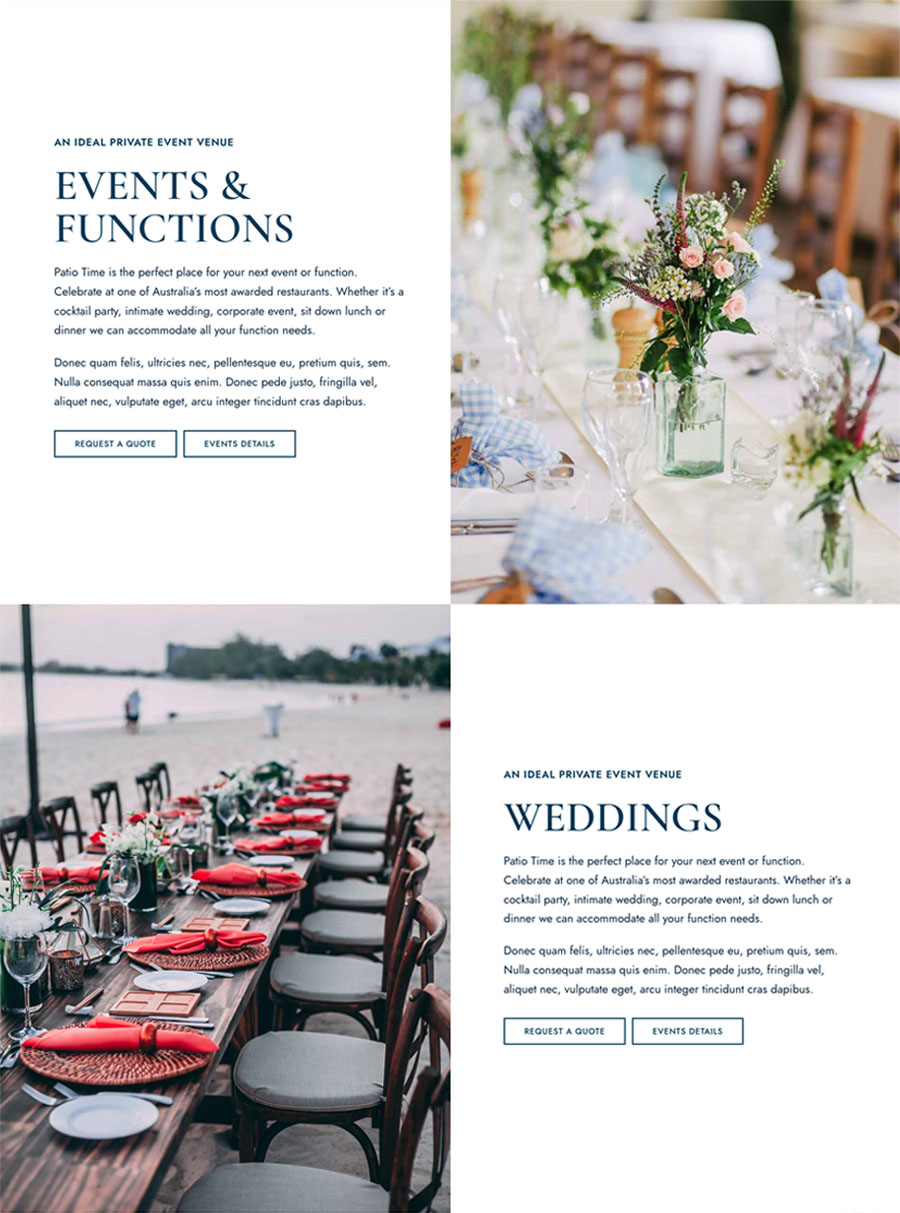 AN IDEAL PRIVATE EVENT VENUE
EVENTS &
FUNCTIONS
Patio Time is the perfect place for your next event or function.
Celebrate at one of Australia's most awarded restaurants. Whether it's a
cocktail party, intimate wedding, corporate event, sit down lunch or
dinner we can accommodate all your function needs.
Donec quam felis, ultricies nec, pellentesque eu, pretium quis, sem.
Nulla consequat massa quis enim. Donec pede justo, fringilla vel,
aliquet nec, vulputate eget, arcu integer tincidunt cras dapibus.
REQUEST A QUOTE EVENTS DETAILS
AN IDEAL PRIVATE EVENT VENUE
WEDDINGS
Patio Time is the perfect place for your next event or function.
Celebrate at one of Australia's most awarded restaurants. Whether it's a
cocktail party, intimate wedding, corporate event, sit down lunch or
dinner we can accommodate all your function needs.
Donec quam felis, ultricies nec, pellentesque eu, pretium quis, sem.
Nulla consequat massa quis enim. Donec pede justo, fringilla vel,
aliquet nec, vulputate eget, arcu integer tincidunt cras dapibus.
REQUEST A QUOTE EVENTS DETAILS